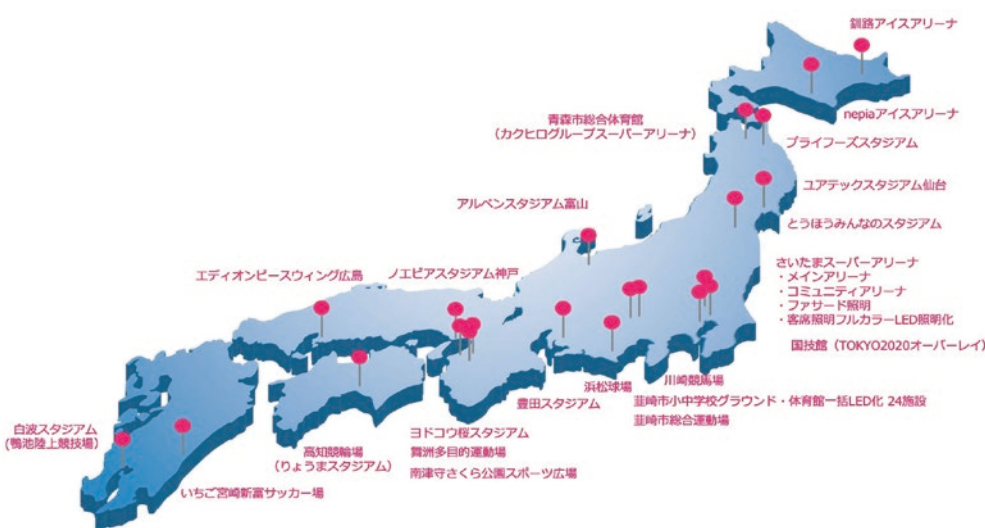 釧路アイスアリーナ
nepiaアイスアリーナ
青森市総合体育館
（カクヒログループスーパーアリーナ）
プライフーズスタジアム
ユアテックスタジアム仙台
アルペンスタジアム富山
とうほうみんなのスタジアム
さいたまスーパーアリーナ
・メインアリーナ
・コミュニティアリーナ
・ファサード照明
・客席照明フルカラーLED照明化
国技館（TOKYO2020オーバーレイ）
エディオンピースウィング広島
ノエビアスタジアム神戸
川崎競馬場
浜松球場
韮崎市小中学校グラウンド・体育館一括LED化 24施設
豊田スタジアム
韮崎市総合運動場
ヨドコウ桜スタジアム
舞洲多目的運動場
南津守さくら公園スポーツ広場
高知競輪場
（りょうまスタジアム）
白波スタジアム
(鴨池陸上競技場)
いちご宮崎新富サッカー場